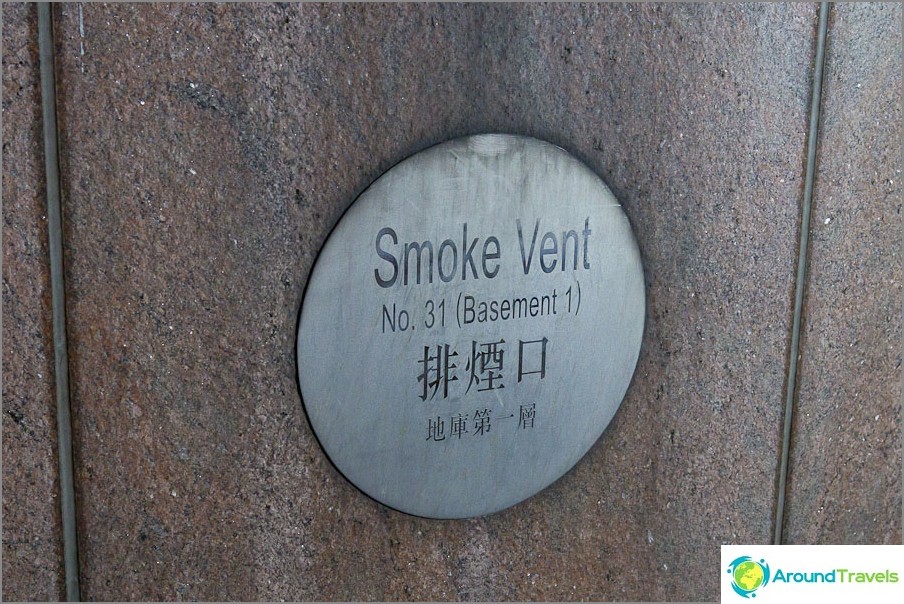 Smoke Vent
No. 31 (Basement 1)
排煙口
地庫第一層
AroundTravels